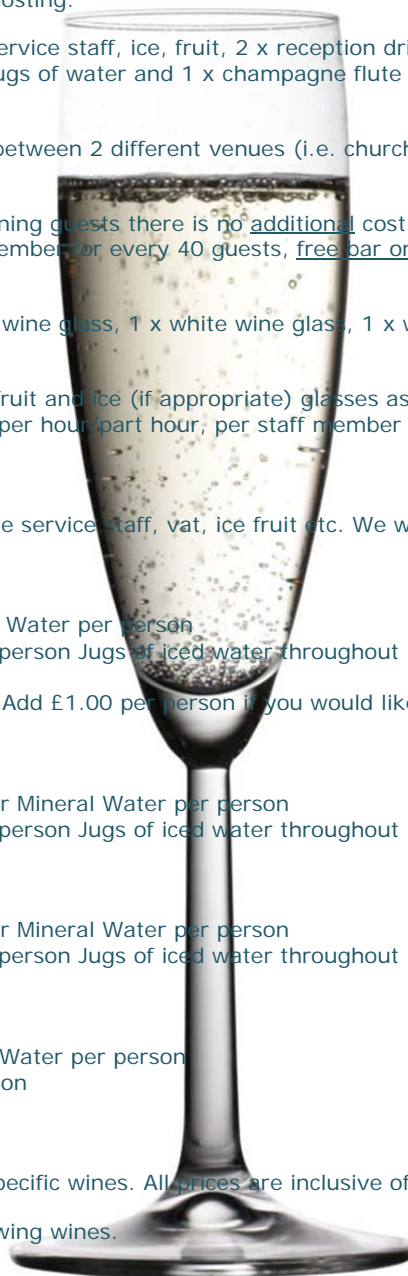 osting.
ervice staff, ice, fruit, 2 x reception dri
ugs of water and 1 x champagne flute
between 2 different venues (i.e. church
ning guests there is no additional cost
ember for every 40 guests, free bar on
wine glass, 1 x white wine glass, 1 x w
fruit and ice (if appropriate) glasses as
per hour/part hour, per staff member
e service staff, vat, ice fruit etc. We w
Water per person
person Jugs of iced water throughout
Add £1.00 per person if you would like
r Mineral Water per person
person Jugs of iced water throughout
r Mineral Water per person
person Jugs of iced water throughout
Water per person
on
pecific wines. All prices are inclusive of
wing wines.